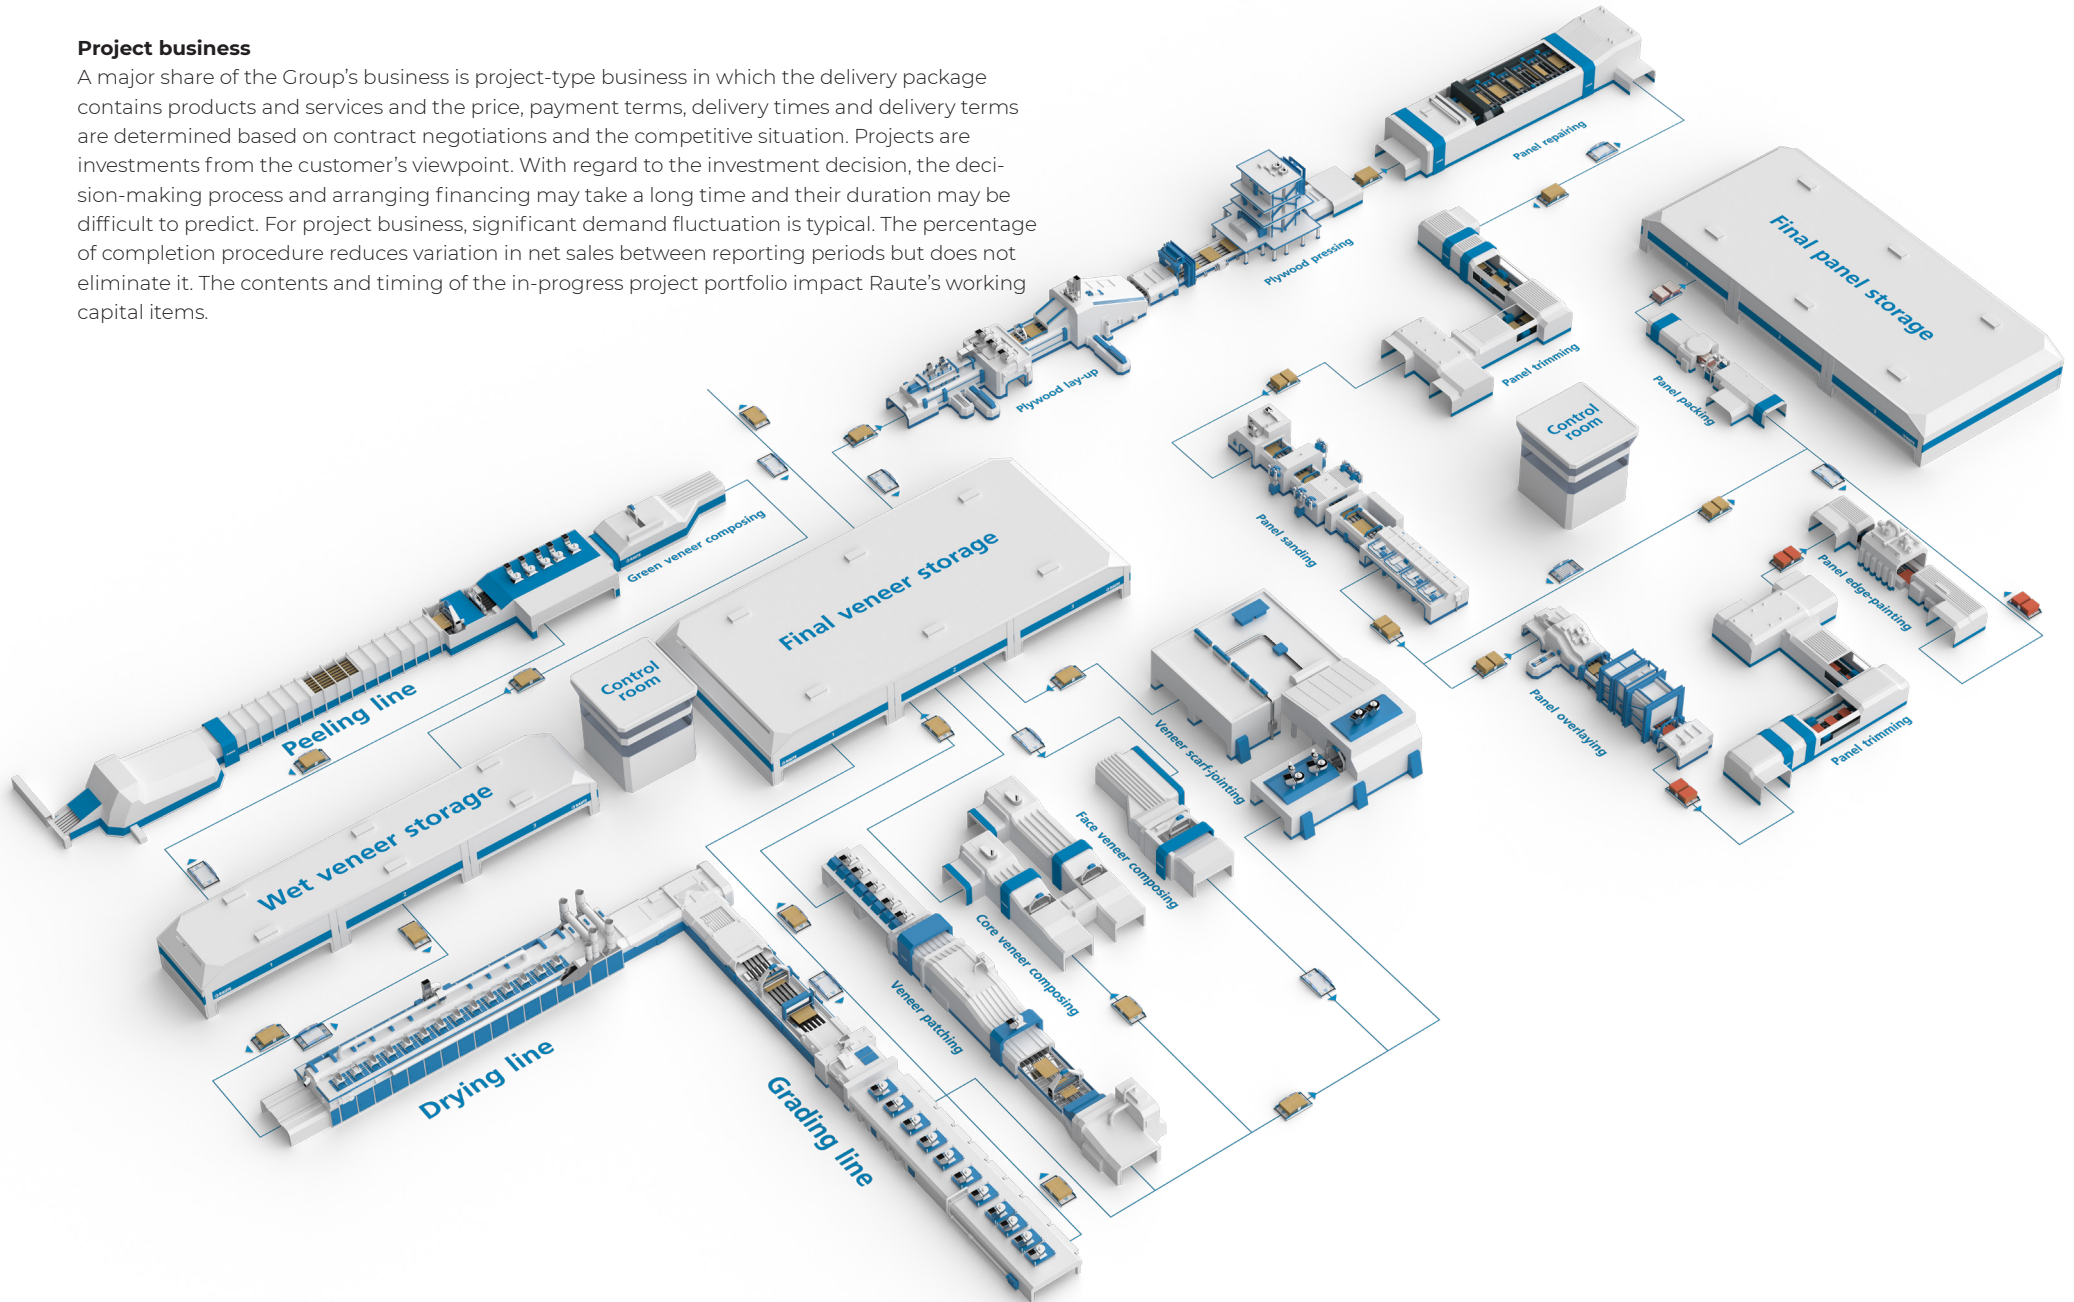 Project business
A major share of the Group's business is project-type business in which the delivery package
contains products and services and the price, payment terms, delivery times and delivery terms
are determined based on contract negotiations and the competitive situation. Projects are
investments from the customer's viewpoint. With regard to the investment decision, the deci-
sion-making process and arranging financing may take a long time and their duration may be
difficult to predict. For project business, significant demand fluctuation is typical. The percentage
of completion procedure reduces variation in net sales between reporting periods but does not
eliminate it. The contents and timing of the in-progress project portfolio impact Raute's working
capital items.
Panel repairing
Final panel storage
Plywood pressing
Panel trimming
Plywood lay-up
Panel packing
Control
room
Green veneer composing
Panel sanding
Final veneer storage
Panel edge-painting
Peeling line
Control
room
Panel overlaying
Panel trimming
Veneer scarf-jointing
Wet veneer storage
Face veneer composing
Core veneer composing
Veneer patching
Drying line
Grading line